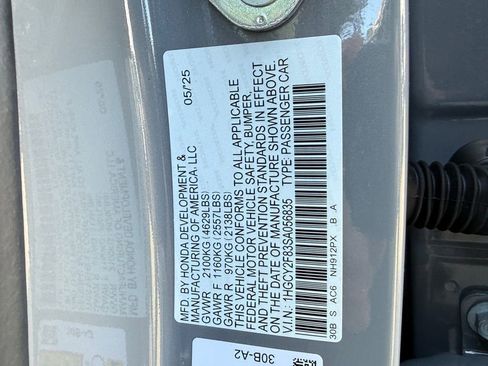 05/'25
MFD. BY HONDA DEVELOPMENT &
MANUFACTURING OF AMERICA, LLC
GVWR 2100KG (4629LBS)
GAWR F 1160KG (2557LBS)
GAWR R 970KG (2138LBS)
THIS VEHICLE CONFORMS TO ALL APPLICABLE
FEDERAL MOTOR VEHICLE SAFETY, BUMPER,
AND THEFT PREVENTION STANDARDS IN EFFECT
ON THE DATE OF MANUFACTURE SHOWN ABOVE.
V.I.N: 1HGCY2F83SA056835 TYPE: PASSENGER CAR
30B S AC6 NH912PX .B A
30B-A2